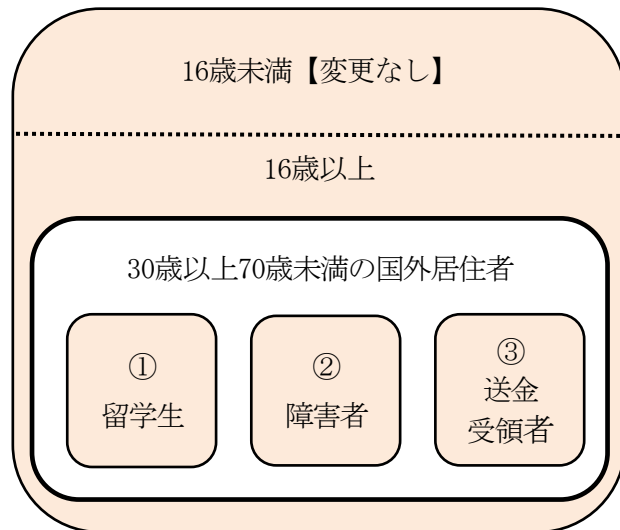 16歳未満【変更なし】
16歳以上
30歳以上70歳未満の国外居住者
①
留学生
②
障害者
③
送金
受領者